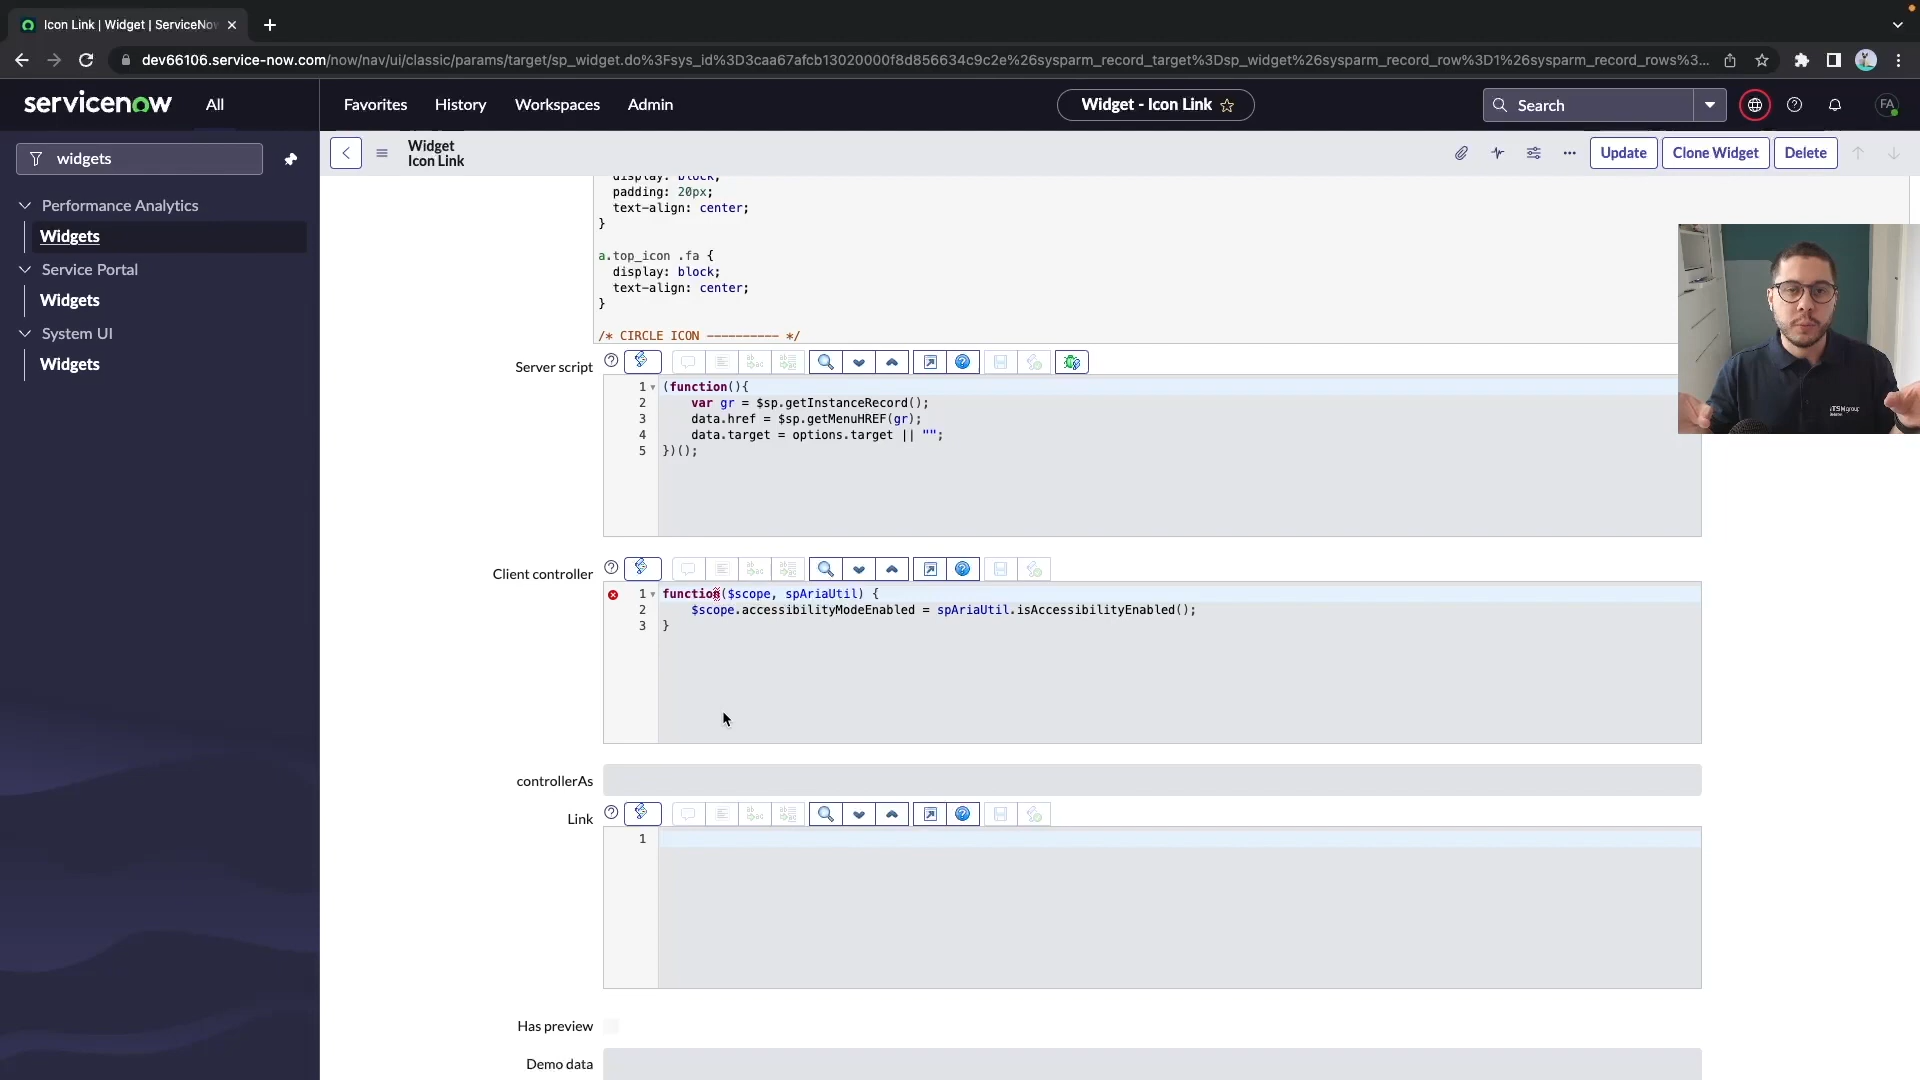 Icon Link | Widget | ServiceNow
dev66106.service-now.com/now/nav/ui/classic/params/target/sp_widget.do%3Fsys_id%3D3caa67afcb13020000f8d856634c9c2e%26sysparm_record_target%3Dsp_widget%26sysparm_record_row%3D1%26sysparm_record_rows%3...
servicenow
All
Favorites
History
Workspaces
Admin
Widget - Icon Link
Search
FA
widgets
Widget
Icon Link
Update
Clone Widget
Delete
Performance Analytics
Widgets
Service Portal
Widgets
System UI
Widgets
display: block;
padding: 20px;
text-align: center;
}
a.top_icon .fa {
display: block;
text-align: center;
}
/* CIRCLE ICON ---------- */
Server script
1 (function(){
2 var gr = $sp.getInstanceRecord();
3 data.href = $sp.getMenuHREF(gr);
4 data.target = options.target || "";
5 })();
Client controller
1 function($scope, spAriaUtil) {
2 $scope.accessibilityModeEnabled = spAriaUtil.isAccessibilityEnabled();
3 }
controllerAs
Link
1
Has preview
Demo data